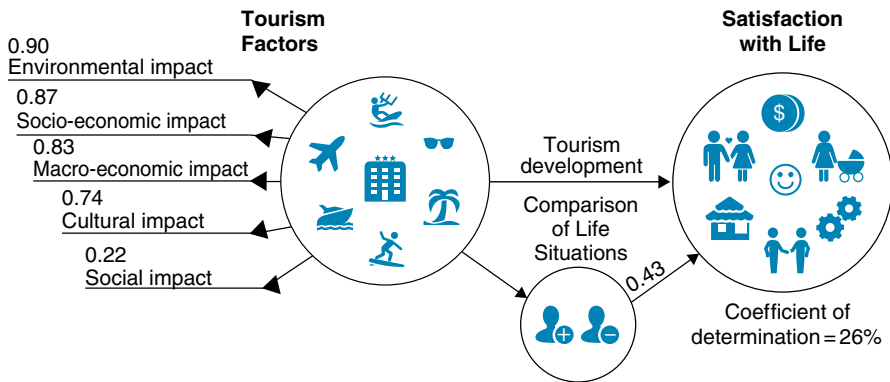 Tourism
Factors
Satisfaction
with Life
0.90
Environmental impact
0.87
Socio-economic impact
0.83
Macro-economic impact
0.74
Cultural impact
0.22
Social impact
Tourism
development
Comparison
of Life
Situations
0.43
$
Coefficient of
determination = 26%